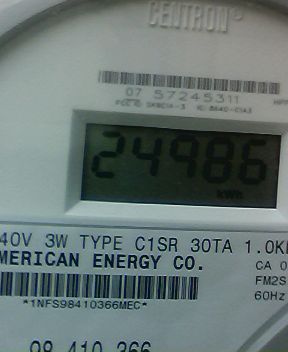 CENTRON®
07 57245311
24986
kWh
40V 3W TYPE C1SR 30TA 1.0K
MERICAN ENERGY CO.
CA 0
FM2S
*1NFS98410366MEC*
60Hz
98 410 366